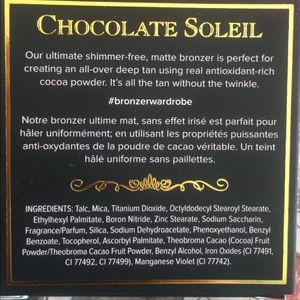 CHOCOLATE SOLEIL
Our ultimate shimmer-free, matte bronzer is perfect for
creating an all-over deep tan using real antioxidant-rich
cocoa powder. It's all the tan without the twinkle.
#bronzerwardrobe
Notre bronzer ultime mat, sans effet irisé est parfait pour
hâler uniformément; en utilisant les propriétés puissantes
anti-oxydantes de la poudre de cacao véritable. Un teint
hâlé uniforme sans paillettes.
INGREDIENTS: Talc, Mica, Titanium Dioxide, Octyldodecyl Stearoyl Stearate,
Ethylhexyl Palmitate, Boron Nitride, Zinc Stearate, Sodium Saccharin,
Fragrance/Parfum, Silica, Sodium Dehydroacetate, Phenoxyethanol, Benzyl
Benzoate, Tocopherol, Ascorbyl Palmitate, Theobroma Cacao (Cocoa) Fruit
Powder/Theobroma Cacao Fruit Powder, Benzyl Alcohol, Iron Oxides (CI 77491,
CI 77492, CI 77499), Manganese Violet (CI 77742).